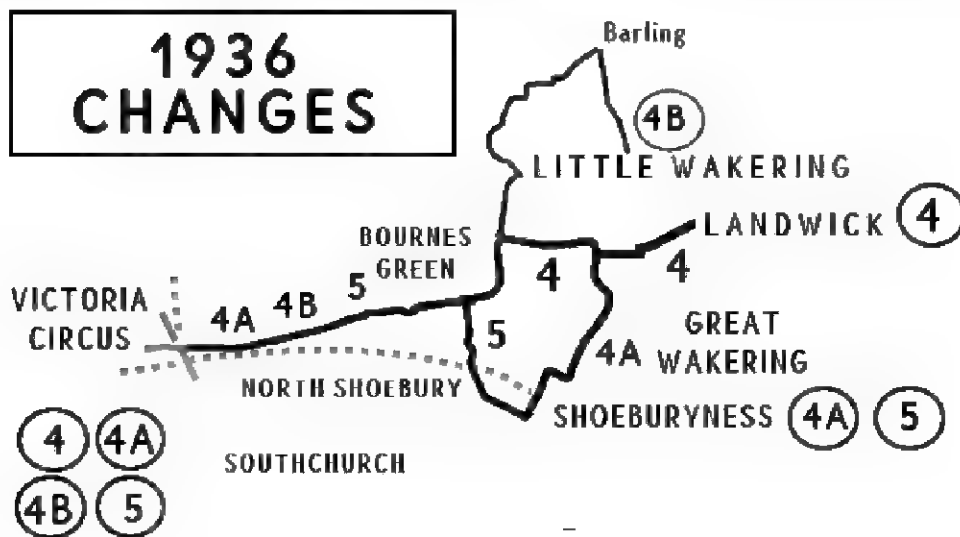 1936
CHANGES
Barling
4B
LITTLE WAKERING
LANDWICK 4
BOURNES
GREEN
4
4
VICTORIA
CIRCUS
4A 4B 5
5
4A
GREAT
WAKERING
NORTH SHOEBURY
SHOEBURYNESS 4A 5
4 4A
SOUTHCHURCH
4B 5